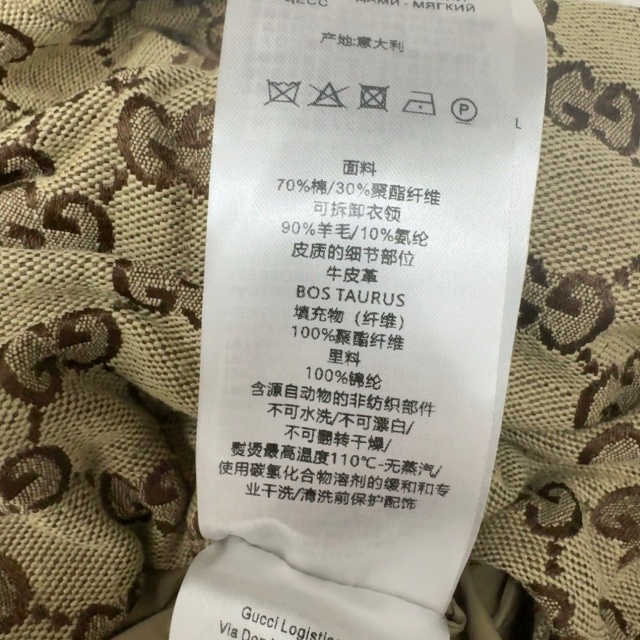 ЦЕСС
ДАМИ - МЯГКИЙ
产地:意大利
P
L
面料
70%棉/30%聚酯纤维
可拆卸衣领
90%羊毛/10%氨纶
皮质的细节部位
牛皮革
BOS TAURUS
填充物（纤维）
100%聚酯纤维
里料
100%锦纶
含源自动物的非纺织部件
不可水洗/不可漂白/
不可翻转干燥/
熨烫最高温度110℃-无蒸汽/
使用碳氢化合物溶剂的缓和和专
业干洗/清洗前保护配饰
Gucci Logistica
Via Don